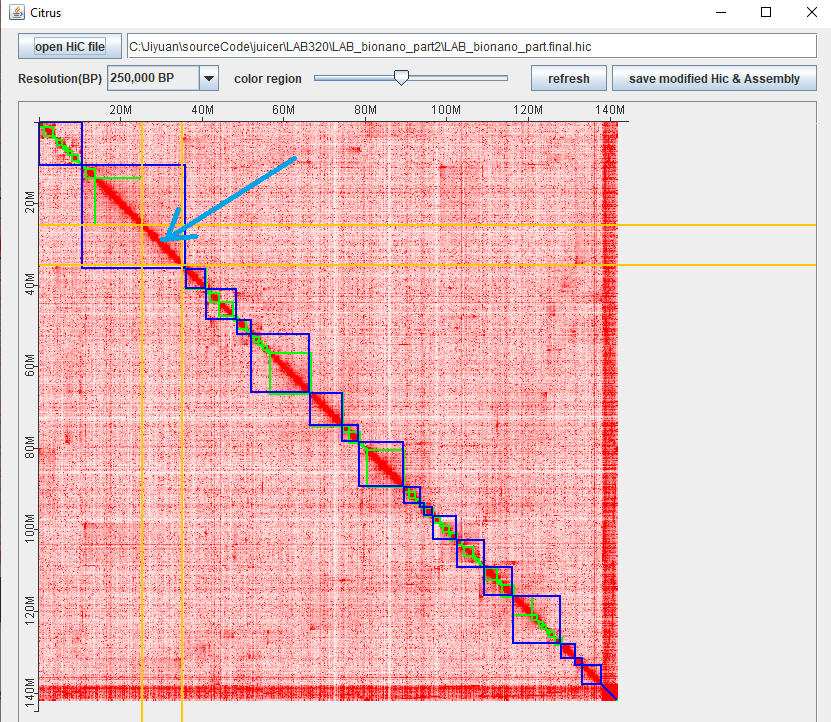 Citrus
open HiC file C:\Jiyuan\sourceCode\juicer\LAB320\LAB_bionano_part2\LAB_bionano_part.final.hic
Resolution(BP) 250,000 BP color region refresh save modified Hic & Assembly
20M 40M 60M 80M 100M 120M 140M
20M
40M
60M
80M
100M
120M
140M